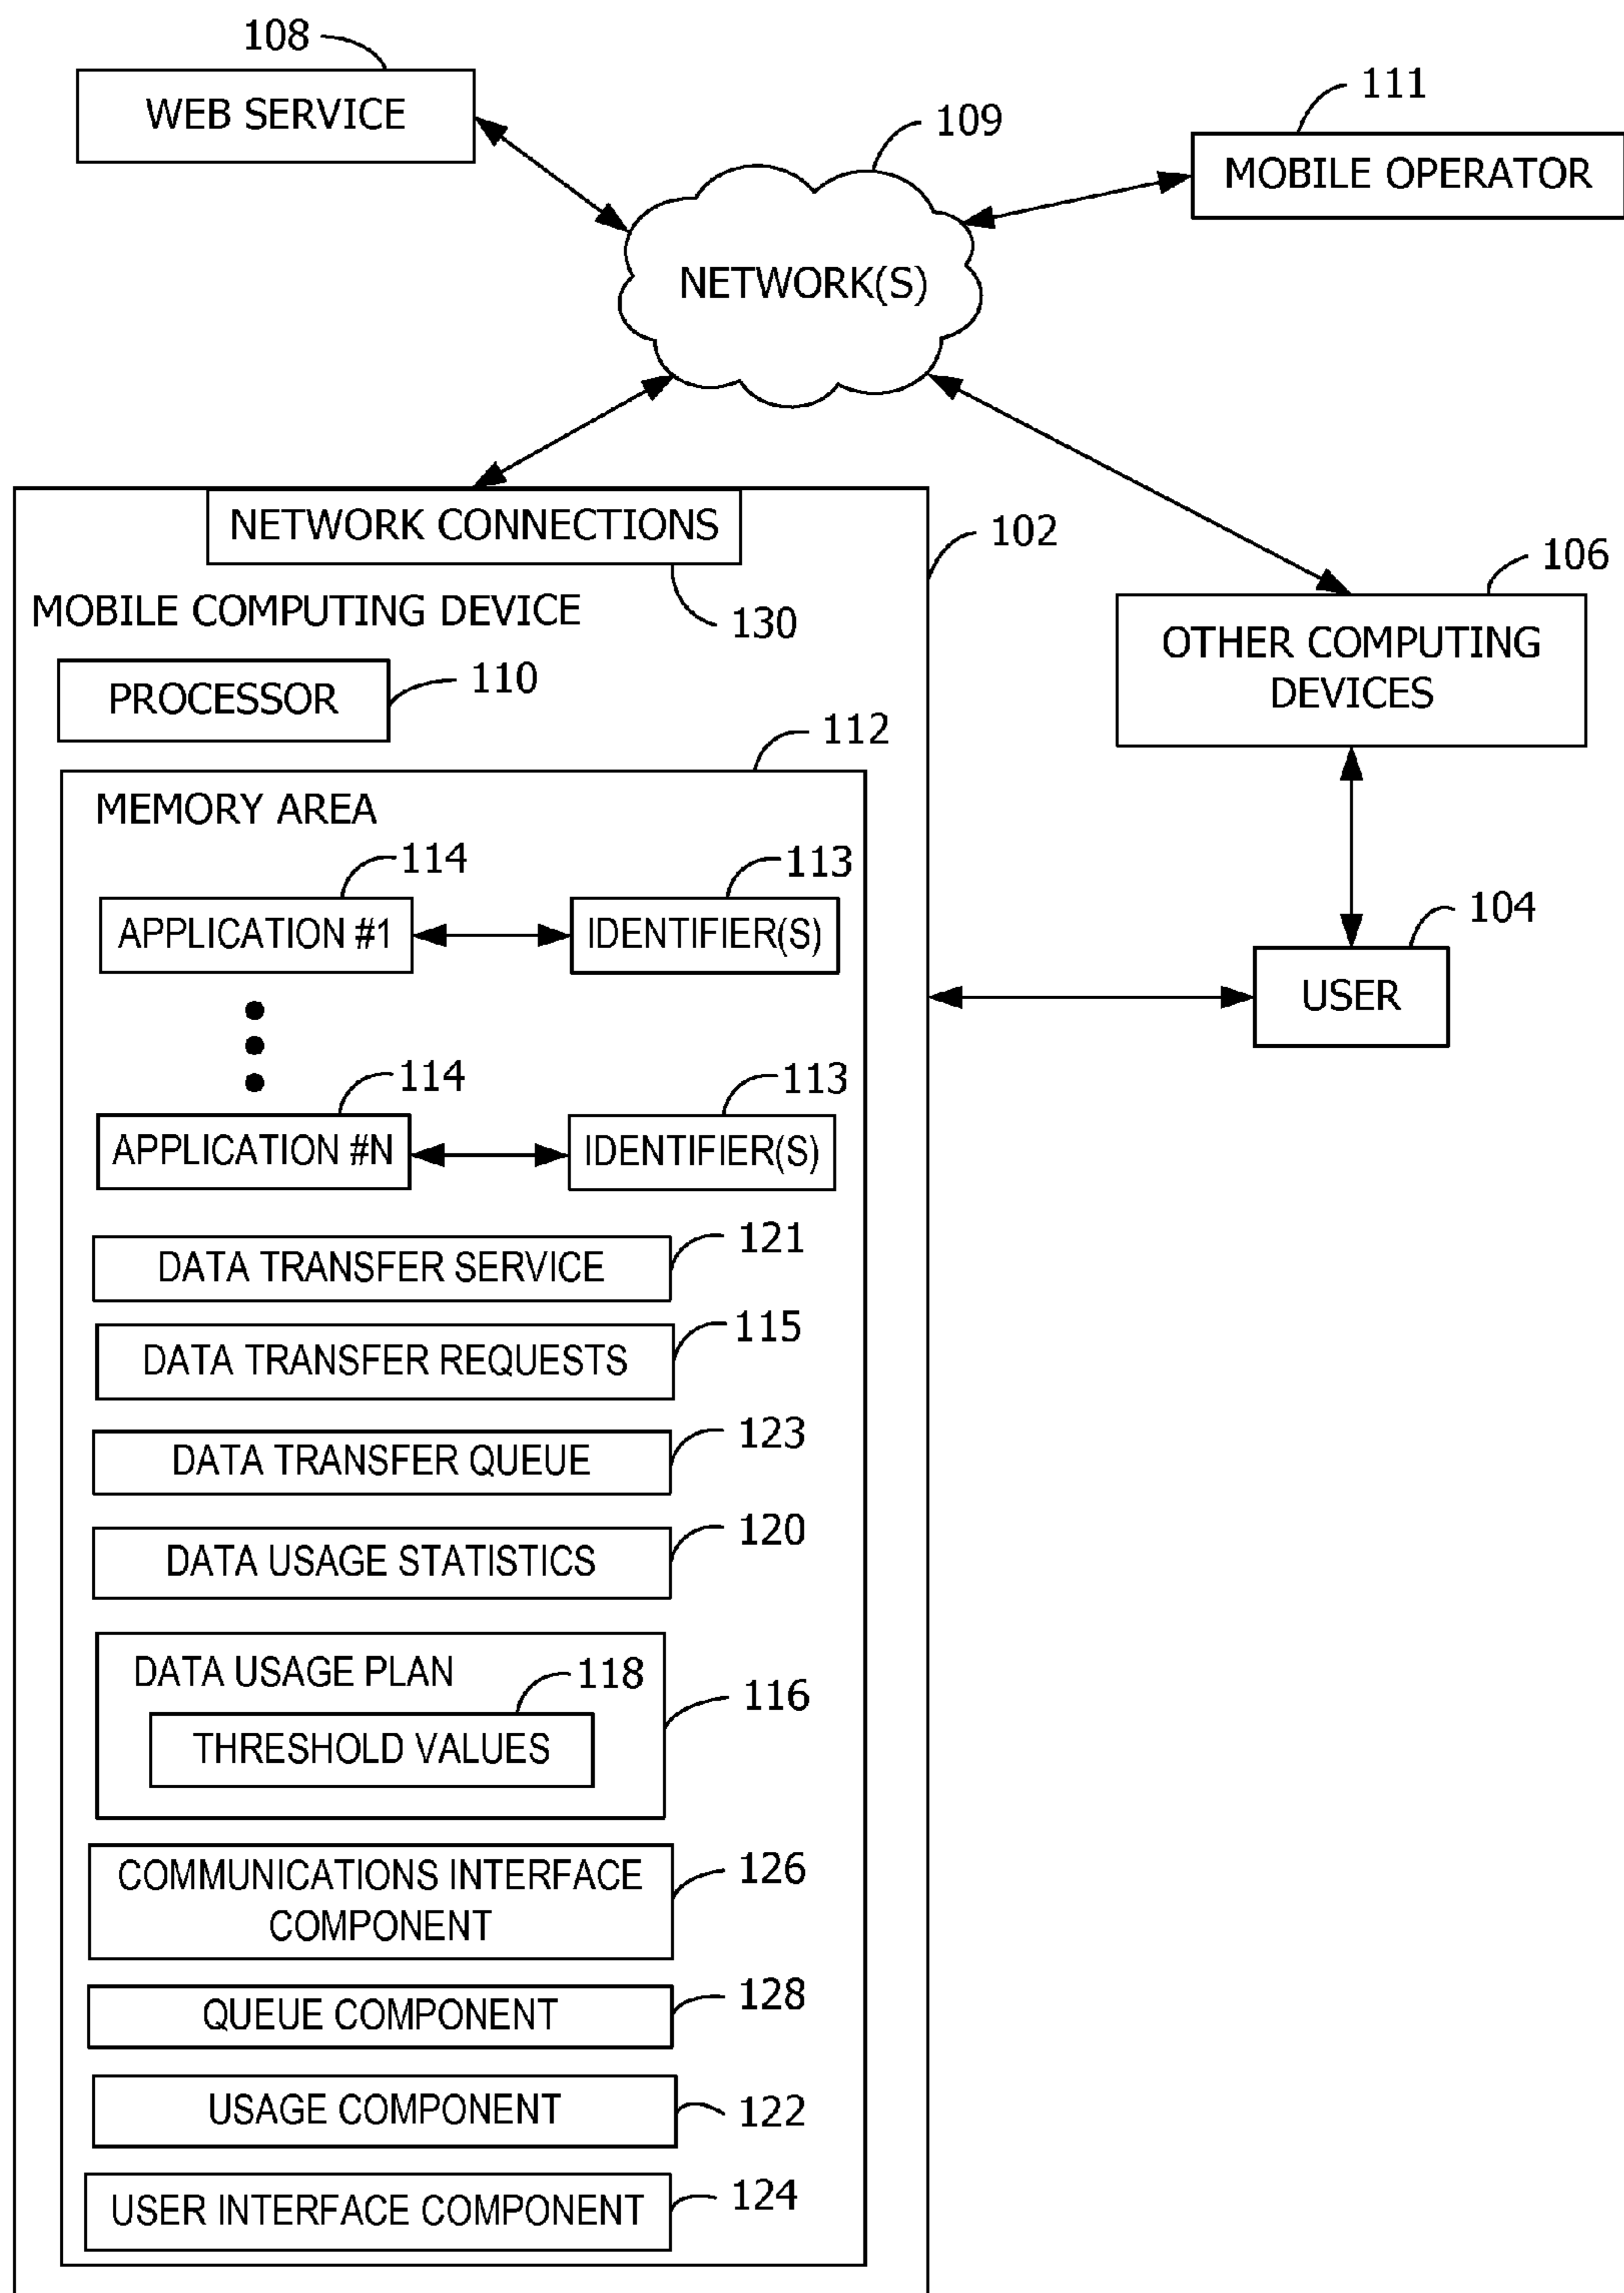 108
WEB SERVICE
111
MOBILE OPERATOR
109
NETWORK(S)
NETWORK CONNECTIONS
102
130
MOBILE COMPUTING DEVICE
106
OTHER COMPUTING
DEVICES
PROCESSOR
110
112
MEMORY AREA
114
113
APPLICATION #1
IDENTIFIER(S)
104
USER
114
113
APPLICATION #N
IDENTIFIER(S)
121
DATA TRANSFER SERVICE
115
DATA TRANSFER REQUESTS
123
DATA TRANSFER QUEUE
120
DATA USAGE STATISTICS
DATA USAGE PLAN
118
116
THRESHOLD VALUES
COMMUNICATIONS INTERFACE
COMPONENT
126
QUEUE COMPONENT
128
USAGE COMPONENT
122
USER INTERFACE COMPONENT
124